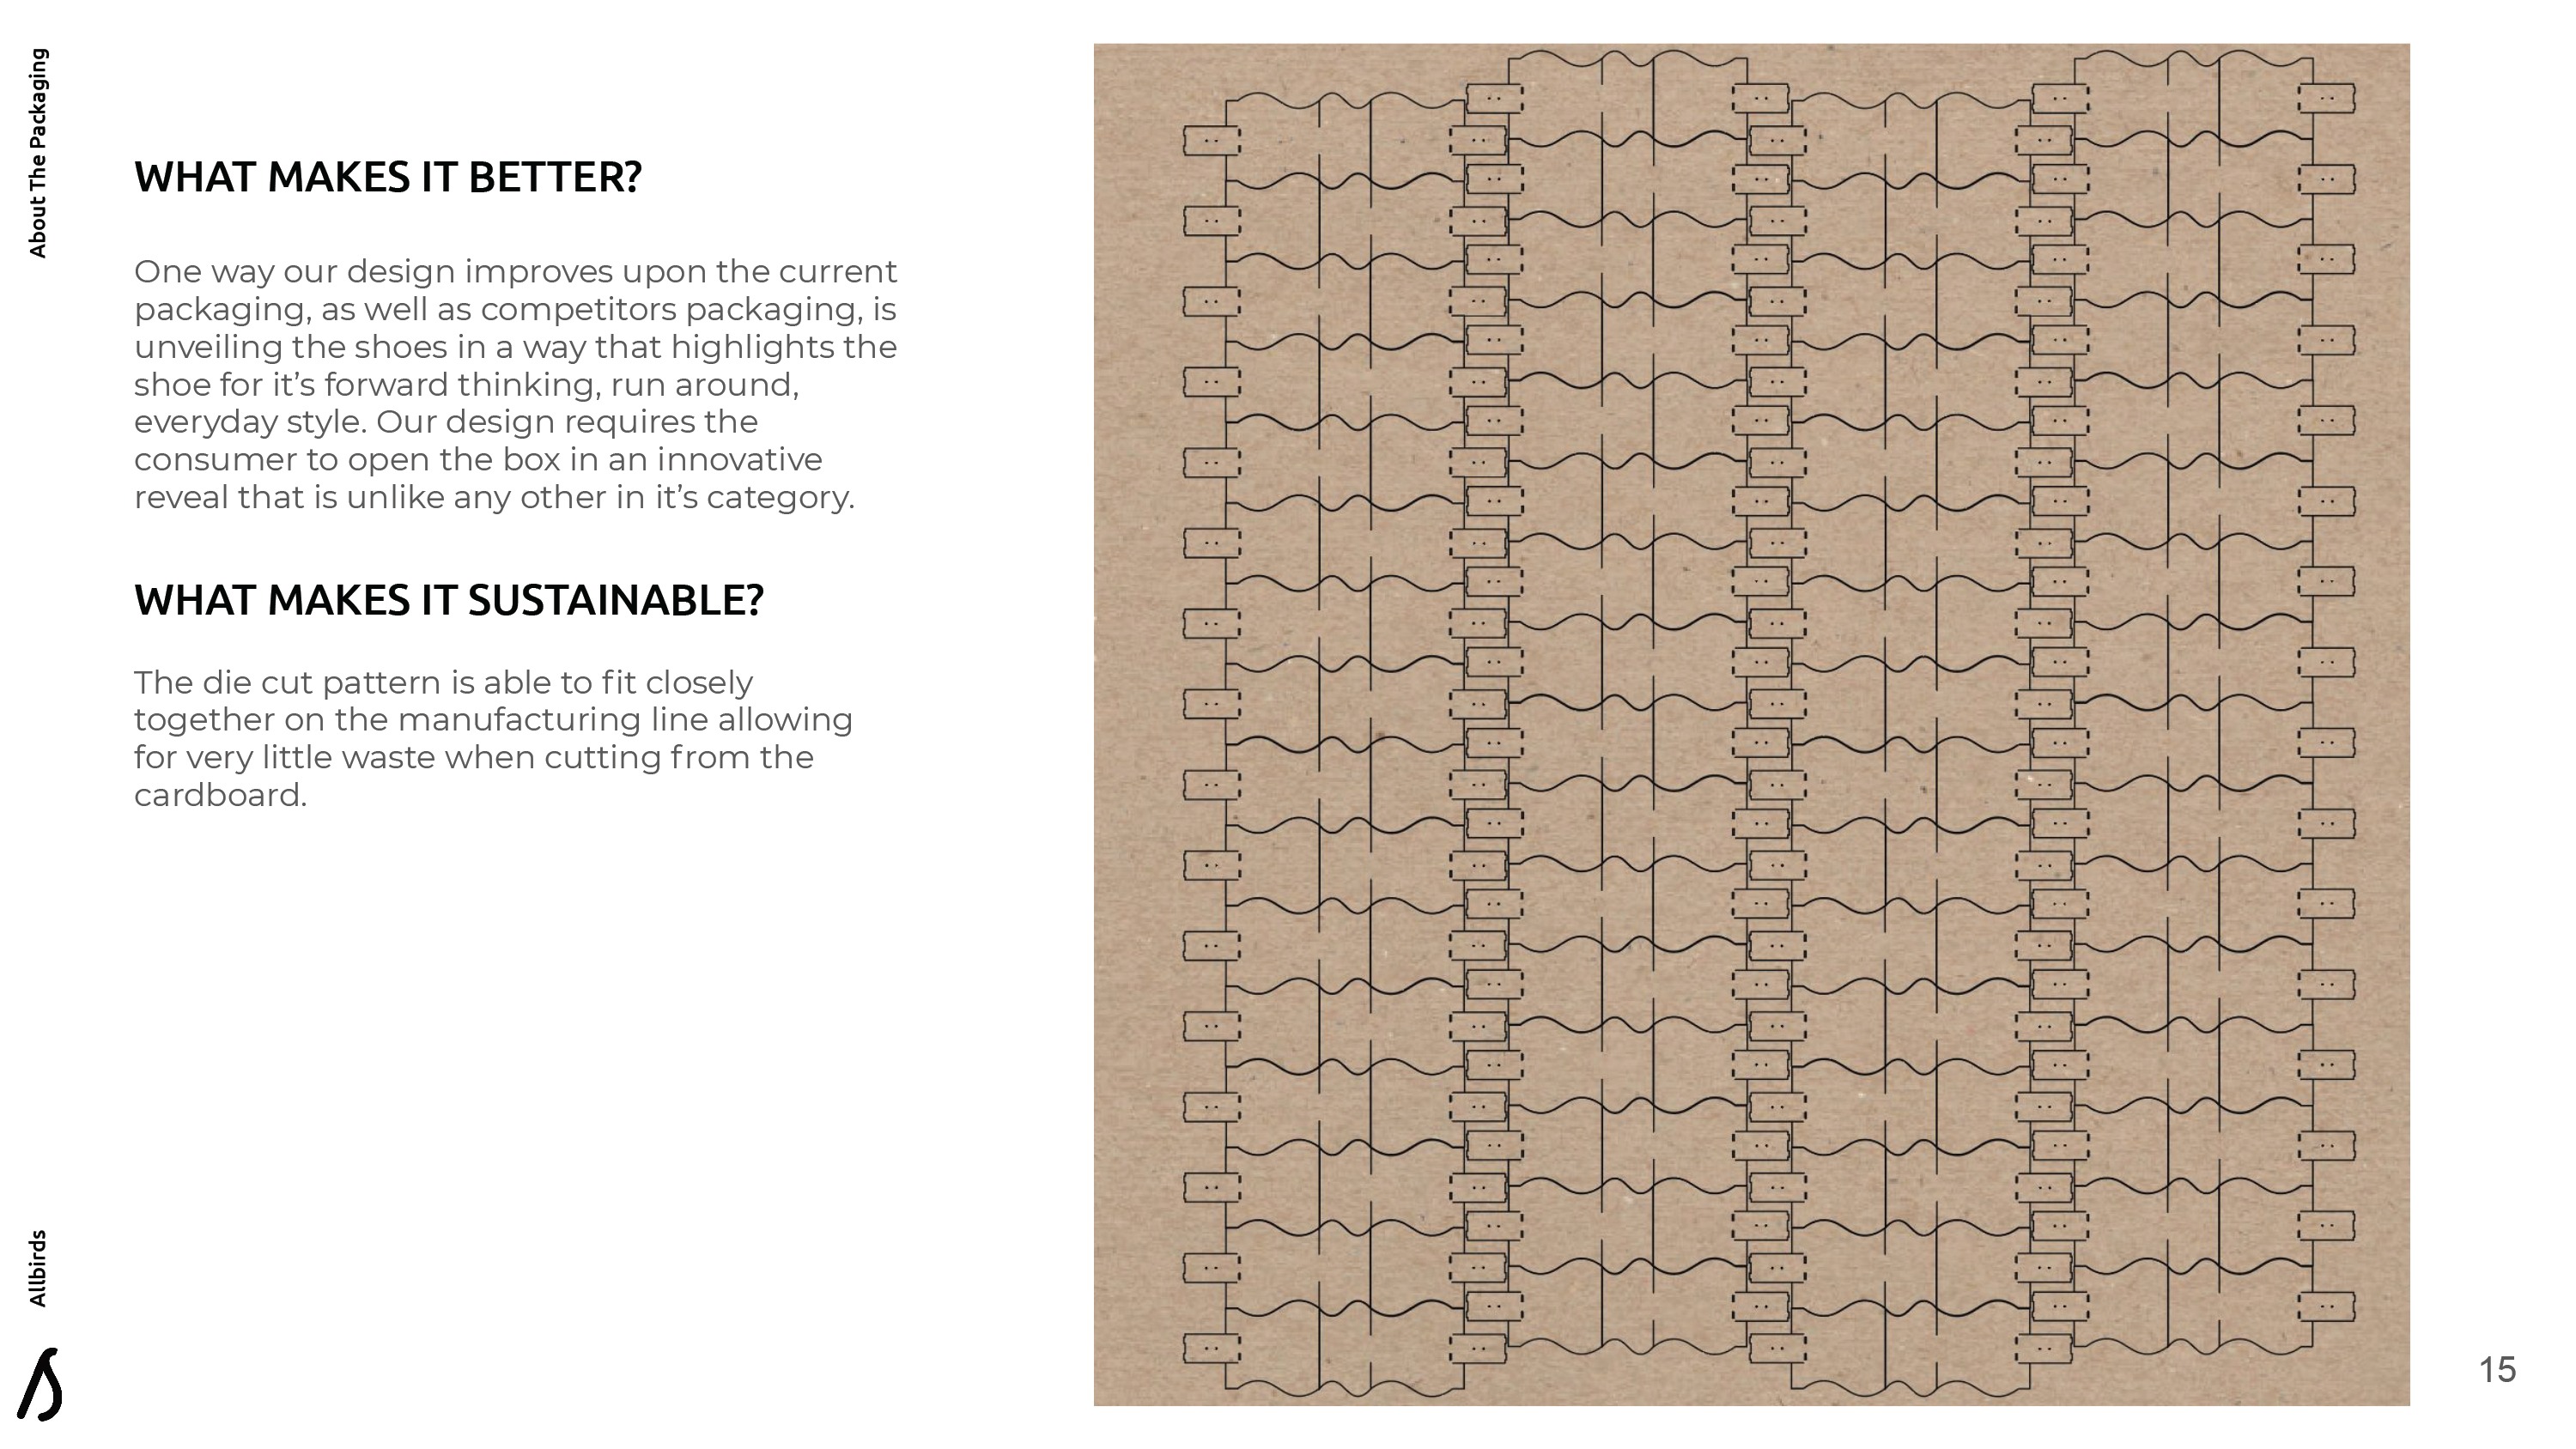 About The Packaging
WHAT MAKES IT BETTER?
One way our design improves upon the current
packaging, as well as competitors packaging, is
unveiling the shoes in a way that highlights the
shoe for it’s forward thinking, run around,
everyday style. Our design requires the
consumer to open the box in an innovative
reveal that is unlike any other in it’s category.
WHAT MAKES IT SUSTAINABLE?
The die cut pattern is able to fit closely
together on the manufacturing line allowing
for very little waste when cutting from the
cardboard.
Allbirds
15